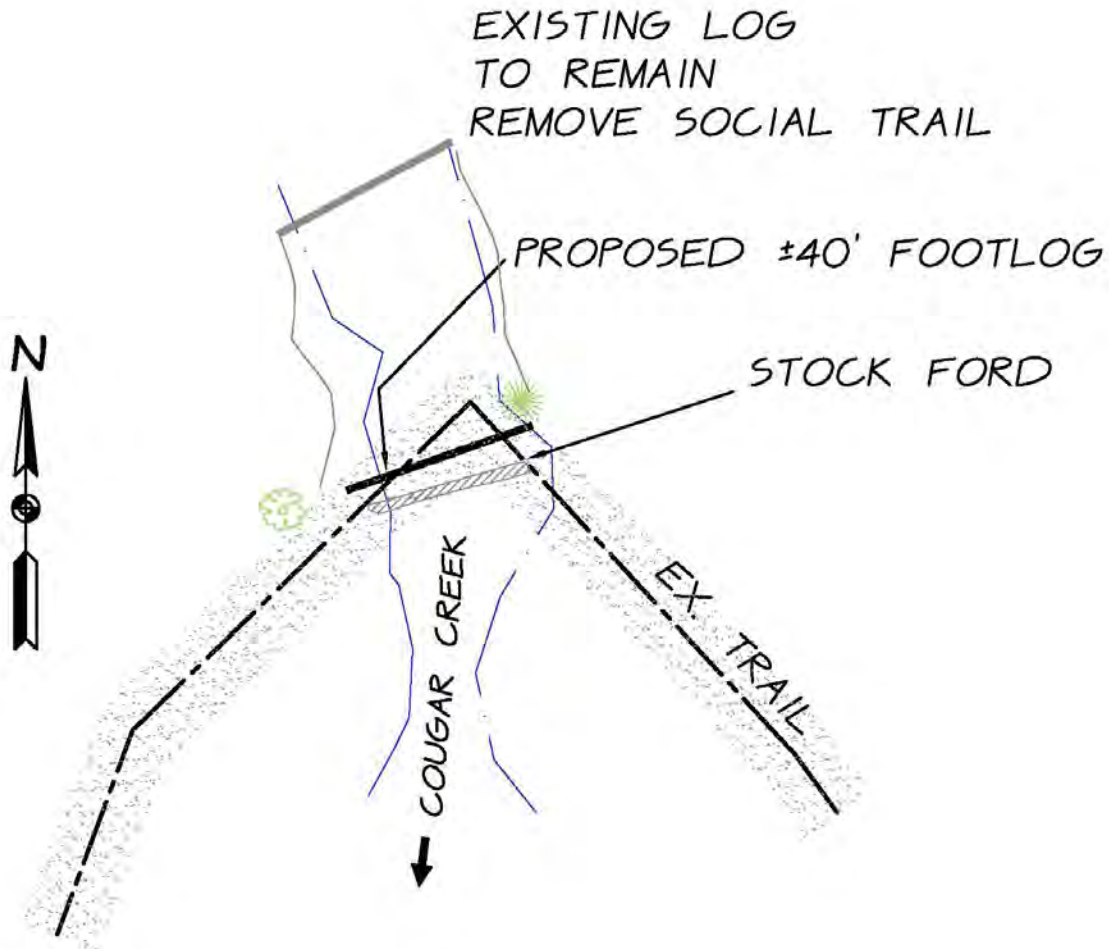 EXISTING LOG
TO REMAIN
REMOVE SOCIAL TRAIL
PROPOSED ±40' FOOTLOG
STOCK FORD
N
EX. TRAIL
COUGAR CREEK